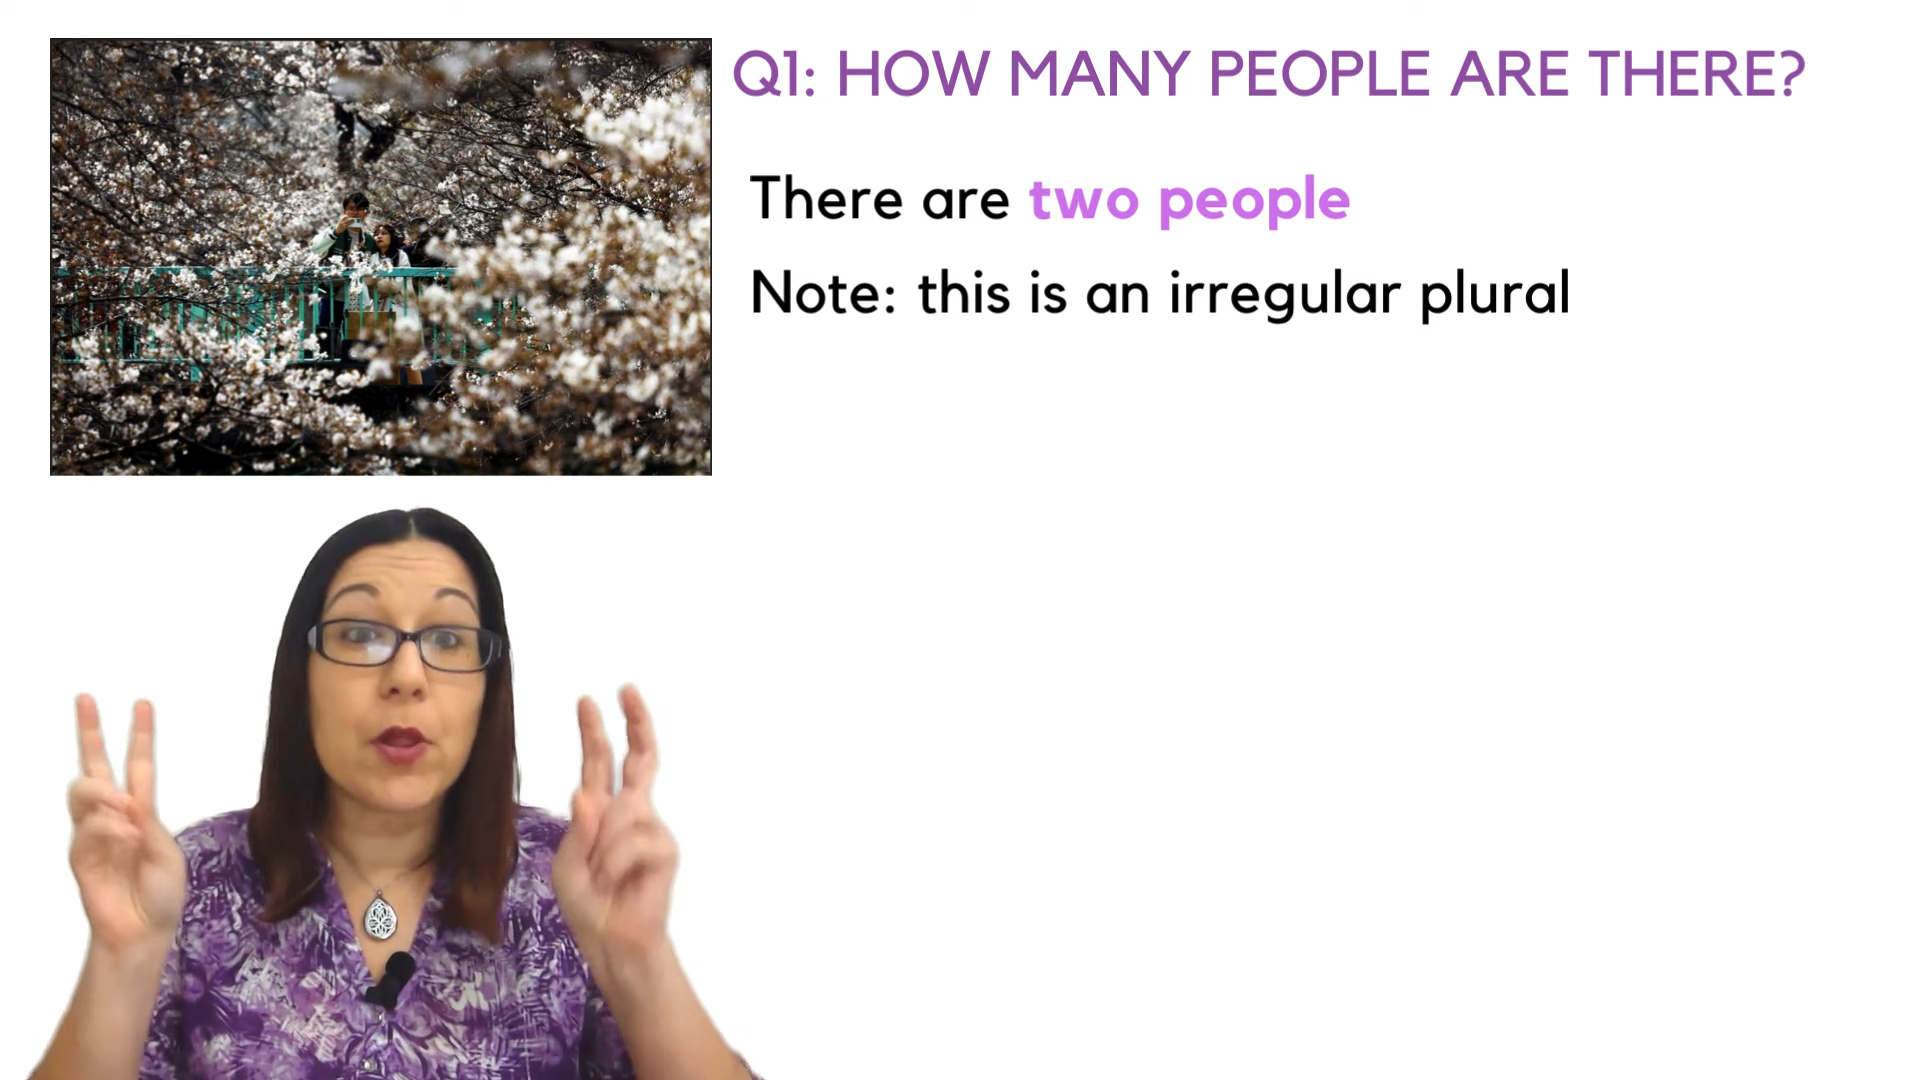 Q1: HOW MANY PEOPLE ARE THERE?
There are two people
Note: this is an irregular plural